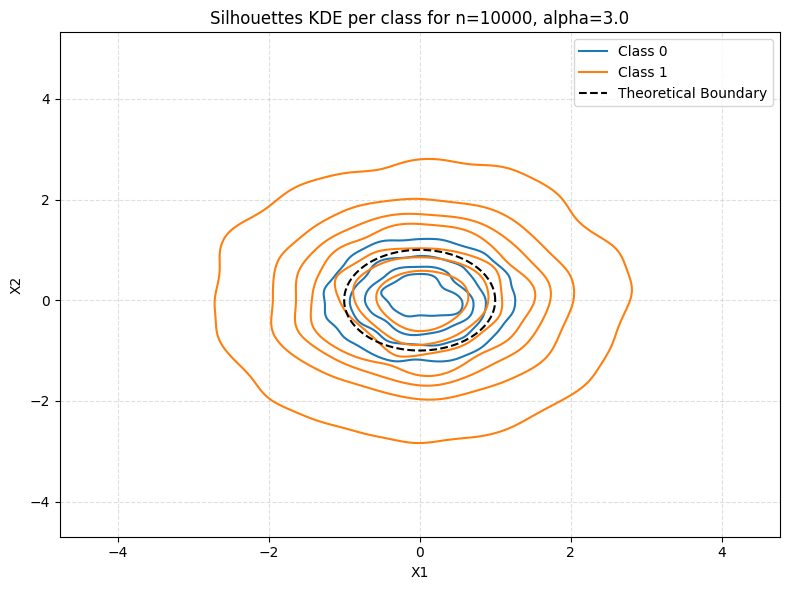 Silhouettes KDE per class for n=10000, alpha=3.0
Class 0
Class 1
Theoretical Boundary
4
2
0
−2
−4
X2
−4
−2
0
2
4
X1